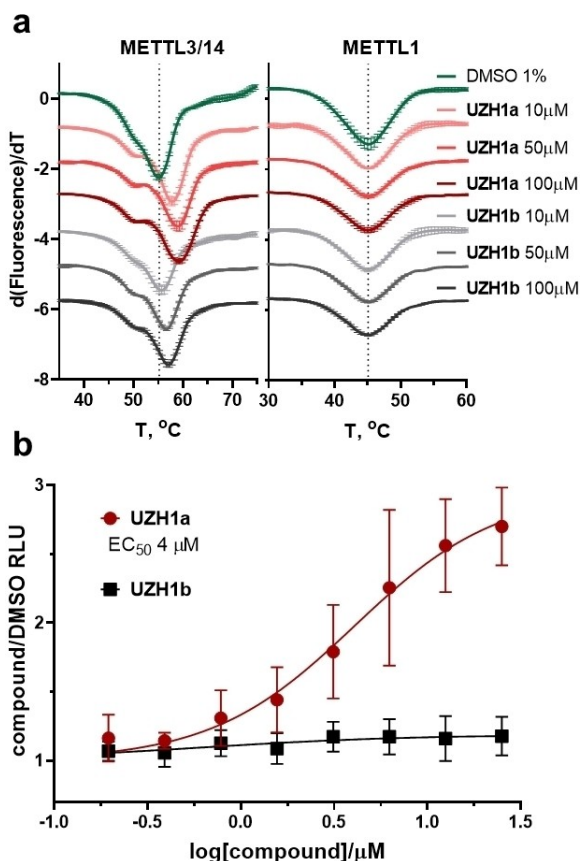 a
METTL3/14
METTL1
DMSO 1%
UZH1a 10μM
UZH1a 50μM
UZH1a 100μM
UZH1b 10μM
UZH1b 50μM
UZH1b 100μM
d(Fluorescence)/dT
0
-2
-4
-6
-8
40 50 60 70
30 40 50 60
T, °C
T, °C
b
compound/DMSO RLU
3
2
1
UZH1a
EC50 4 μM
UZH1b
-1.0 -0.5 0.0 0.5 1.0 1.5
log[compound]/μM